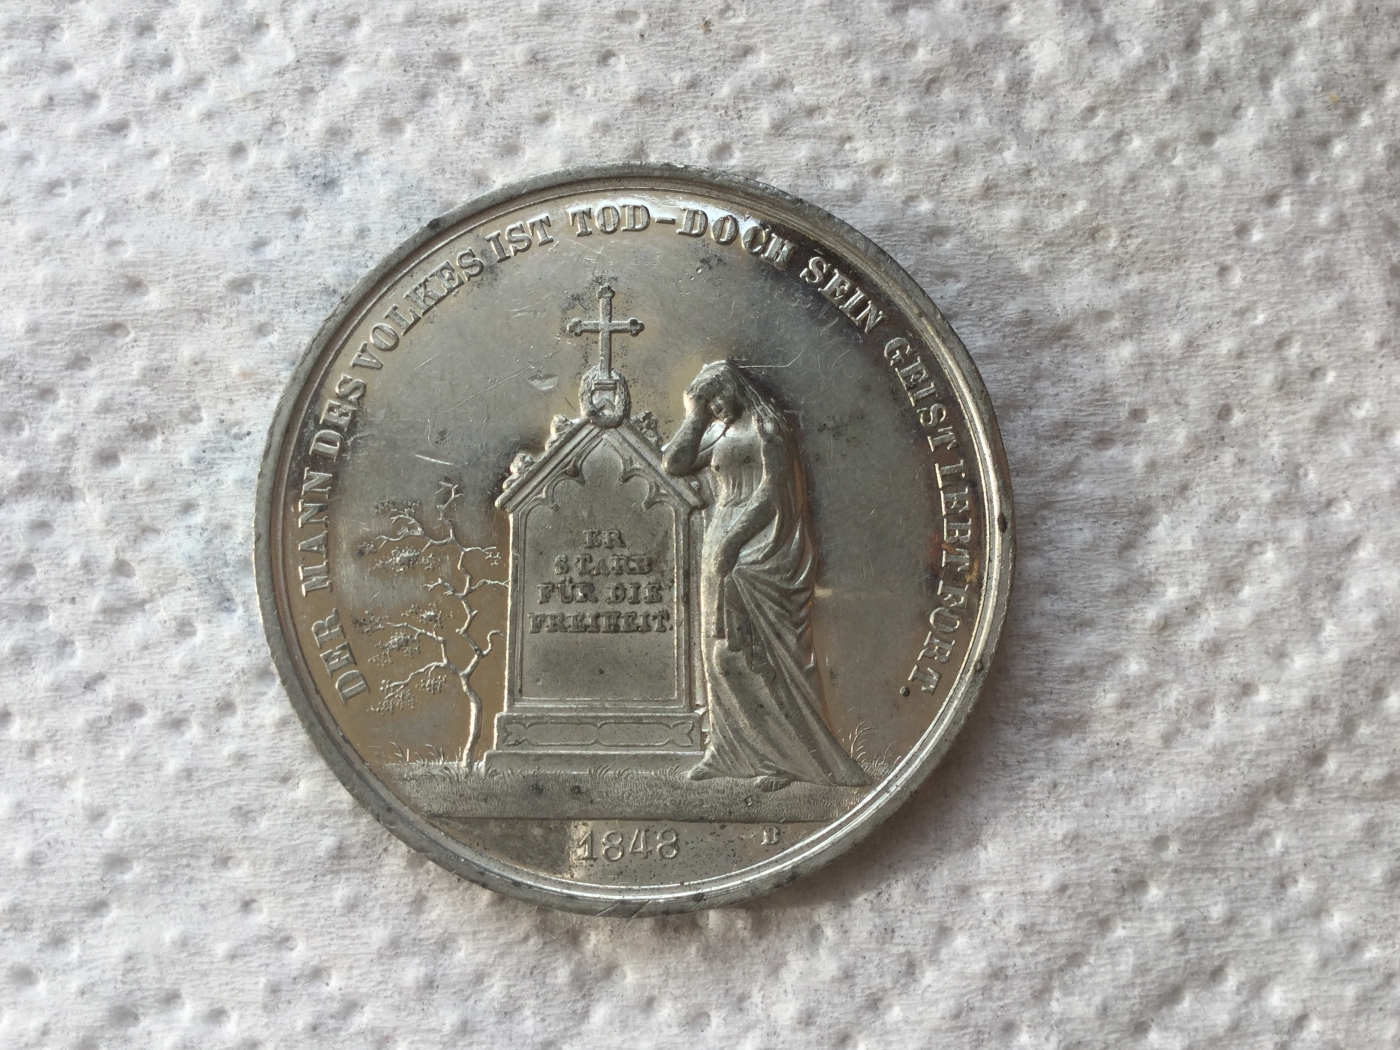 DER MANN DES VOLKES IST TOD-DOCH SEIN GEIST LEBT FORT.
ER
STARB
FÜR DIE
FREIHEIT.
1848
B